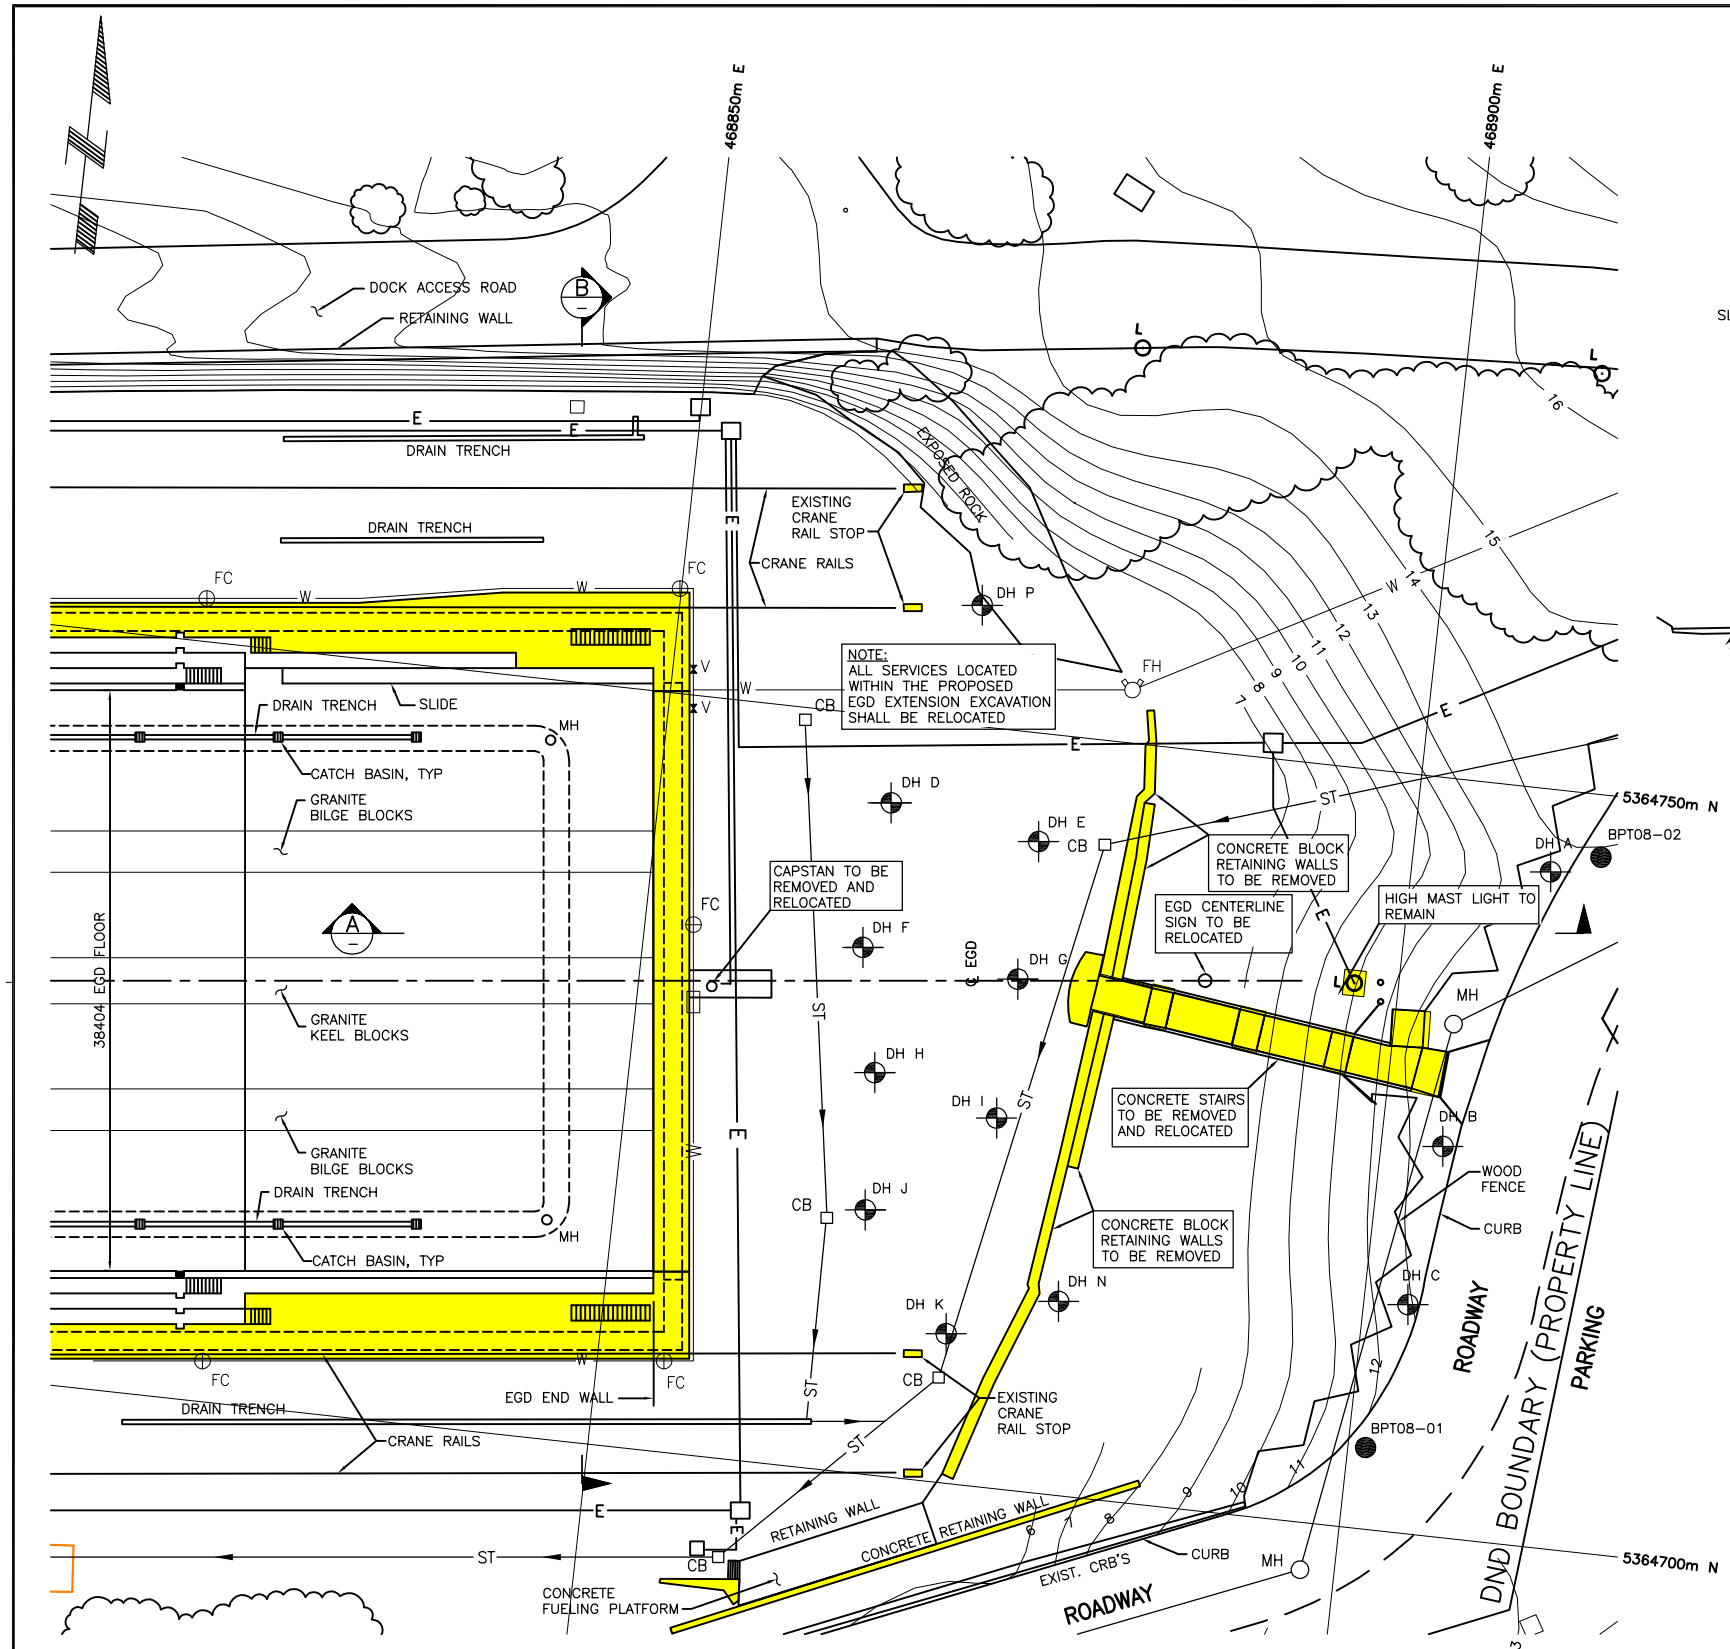 468850m E
468900m E
DOCK ACCESS ROAD
B
RETAINING WALL
L
L
SL
16
E
E
DRAIN TRENCH
EXPOSED ROCK
EXISTING
CRANE
RAIL STOP
DRAIN TRENCH
E
CRANE RAILS
15
FC
FC
W
W
W
14
13
12
11
10
9
8
7
DH P
NOTE:
ALL SERVICES LOCATED
WITHIN THE PROPOSED
EGD EXTENSION EXCAVATION
SHALL BE RELOCATED
FH
V
W
V
CB
DRAIN TRENCH
SLIDE
MH
E
E
CATCH BASIN, TYP
GRANITE
BILGE BLOCKS
DH D
ST
5364750m N
DH E
CB
CONCRETE BLOCK
RETAINING WALLS
TO BE REMOVED
DH A
BPT08-02
CAPSTAN TO BE
REMOVED AND
RELOCATED
HIGH MAST LIGHT TO
REMAIN
EGD CENTERLINE
SIGN TO BE
RELOCATED
E
FC
A
DH F
38404 EGD FLOOR
℄ EGD
DH G
L
MH
ST
GRANITE
KEEL BLOCKS
DH H
ST
DH I
CONCRETE STAIRS
TO BE REMOVED
AND RELOCATED
DH B
E
W
GRANITE
BILGE BLOCKS
WOOD
FENCE
DRAIN TRENCH
DH J
CB
MH
CONCRETE BLOCK
RETAINING WALLS
TO BE REMOVED
CURB
CATCH BASIN, TYP
DH C
DH N
DH K
ROADWAY
PARKING
DND BOUNDARY (PROPERTY LINE)
W
FC
FC
CB
12
EGD END WALL
ST
EXISTING
CRANE
RAIL STOP
DRAIN TRENCH
CRANE RAILS
ST
BPT08-01
11
10
9
8
7
6
E
E
RETAINING WALL
CONCRETE RETAINING WALL
ST
CB
CURB
MH
5364700m N
EXIST. CRB'S
CONCRETE
FUELING PLATFORM
ROADWAY
13